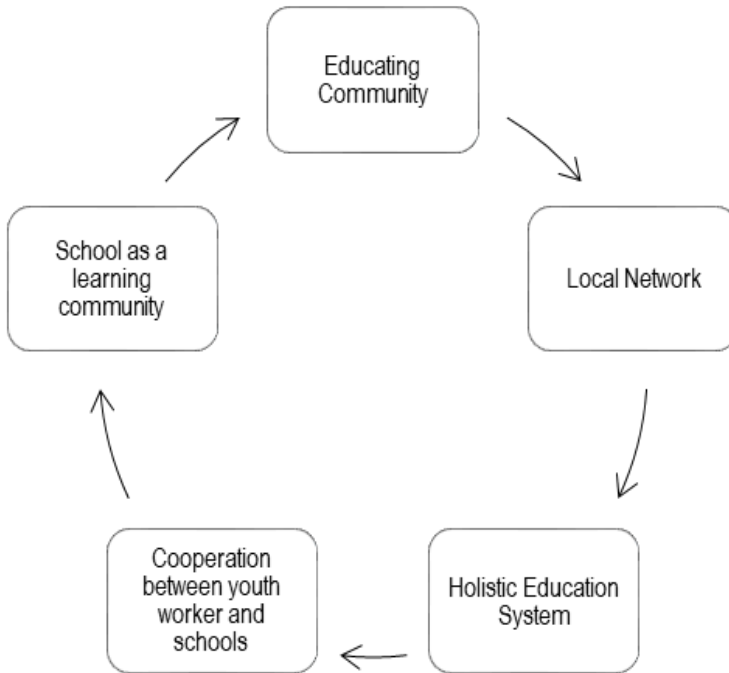 Educating
Community
Local Network
Holistic Education
System
Cooperation
between youth
worker and
schools
School as a
learning
community